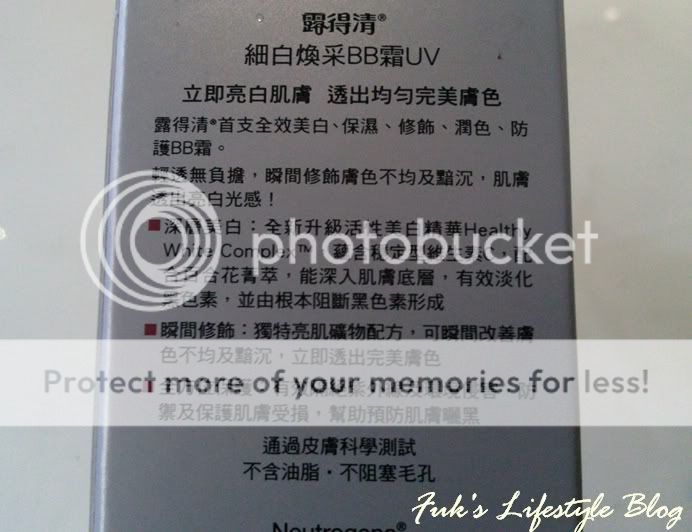 露得清®
細白煥采BB霜UV
立即亮白肌膚 透出均勻完美膚色
露得清®首支全效美白、保濕、修飾、潤色、防
護BB霜。
輕透無負擔，瞬間修飾膚色不均及黯沉，肌膚
透出亮白光感！
深層美白：全新升級活性美白精華Healthy
White Complex™，蘊含穩定型維生素C，
合百合花菁萃，能深入肌膚底層，有效淡化
黑色素，並由根本阻斷黑色素形成
photobucket
瞬間修飾：獨特亮肌礦物配方，可瞬間改善膚
色不均及黯沉，立即透出完美膚色
Protect more of your memories for less!
禦及保護肌膚受損，幫助預防肌膚曬黑
通過皮膚科學測試
不含油脂・不阻塞毛孔
Neutrogena®
Fuk's Lifestyle Blog